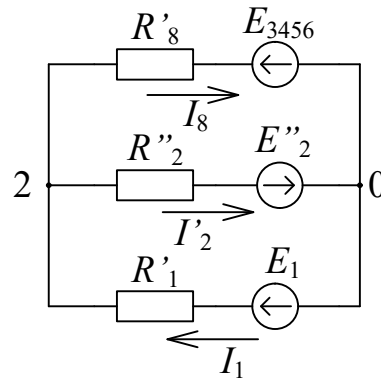 R'₈ E₃₄₅₆
I₈
R"₂ E"₂
2 0
I'₂
R'₁ E₁
I₁